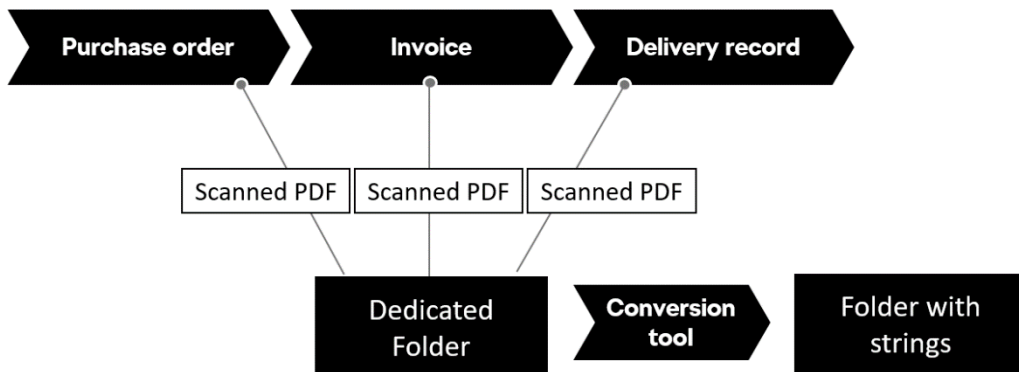 Purchase order
Invoice
Delivery record
Scanned PDF
Scanned PDF
Scanned PDF
Dedicated
Folder
Conversion
tool
Folder with
strings